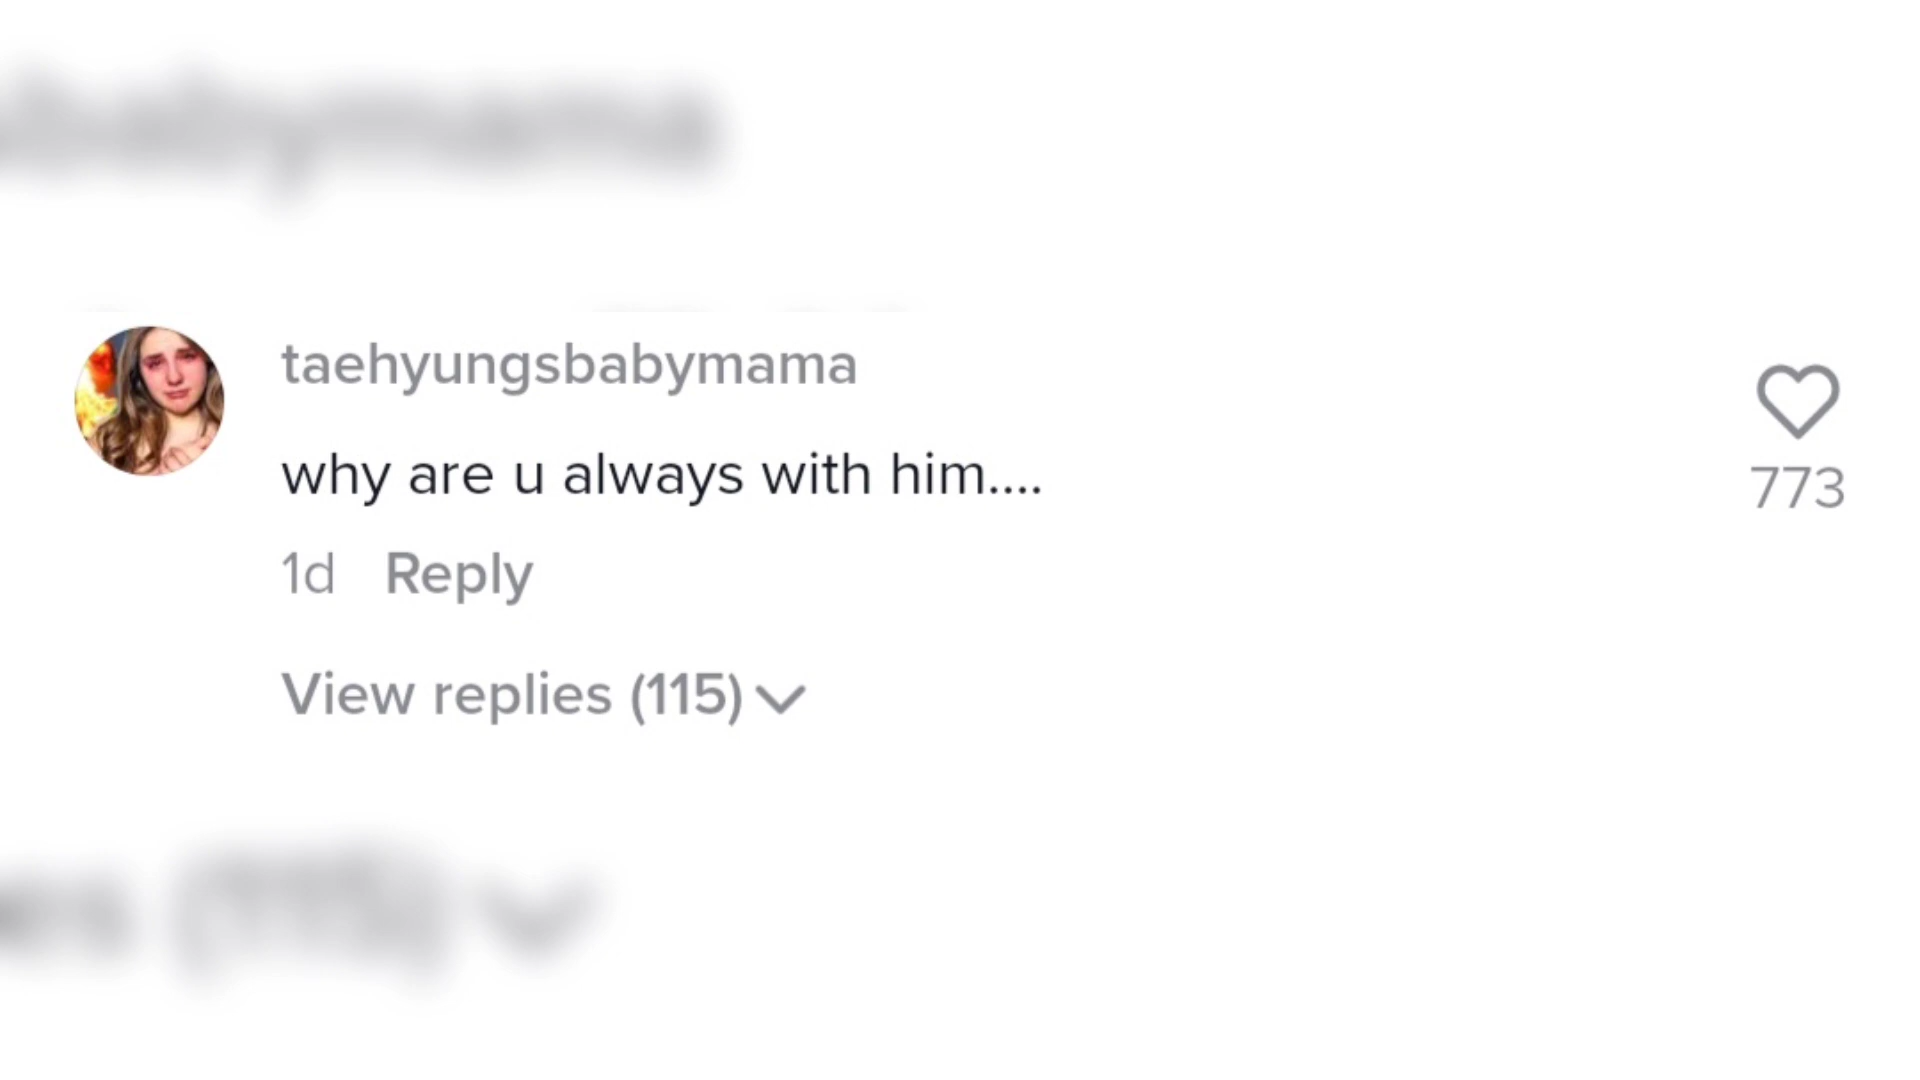 taehyungsbabymama
why are u always with him....
773
1d Reply
View replies (115)